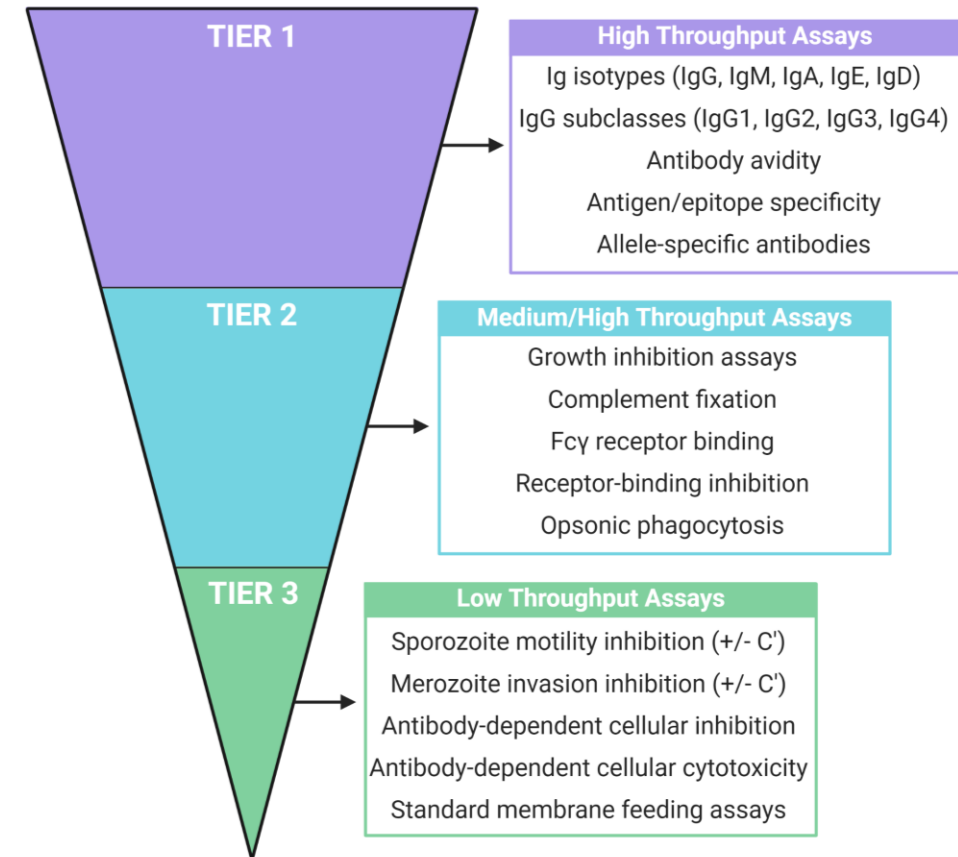 TIER 1
High Throughput Assays
Ig isotypes (IgG, IgM, IgA, IgE, IgD)
IgG subclasses (IgG1, IgG2, IgG3, IgG4)
Antibody avidity
Antigen/epitope specificity
Allele-specific antibodies
TIER 2
Medium/High Throughput Assays
Growth inhibition assays
Complement fixation
Fcγ receptor binding
Receptor-binding inhibition
Opsonic phagocytosis
TIER 3
Low Throughput Assays
Sporozoite motility inhibition (+/- C')
Merozoite invasion inhibition (+/- C')
Antibody-dependent cellular inhibition
Antibody-dependent cellular cytotoxicity
Standard membrane feeding assays